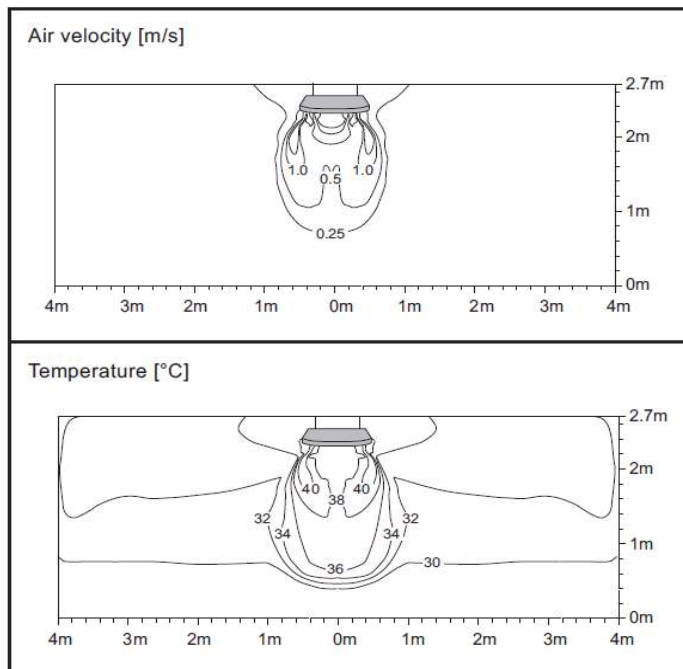 Air velocity [m/s]
2.7m
2m
1.0 1.0
0.5
1m
0.25
0m
4m 3m 2m 1m 0m 1m 2m 3m 4m
Temperature [°C]
2.7m
2m
40 40
38
32 32
34 34
1m
36 30
0m
4m 3m 2m 1m 0m 1m 2m 3m 4m